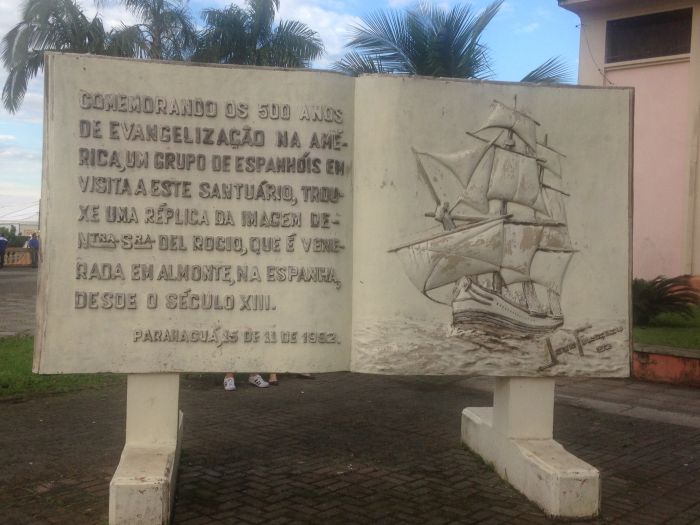 COMEMORANDO OS 500 ANOS
DE EVANGELIZAÇÃO NA AMÉ-
RICA, UM GRUPO DE ESPANHÓIS EM
VISITA A ESTE SANTUÁRIO, TROU-
XE UMA RÉPLICA DA IMAGEM DE-
NTRA-SRA DEL ROCIO, QUE É VENE-
RADA EM ALMONTE, NA ESPANHA,
DESDE O SÉCULO XIII.
PARANAGUÁ, 15 DE 11 DE 1992.